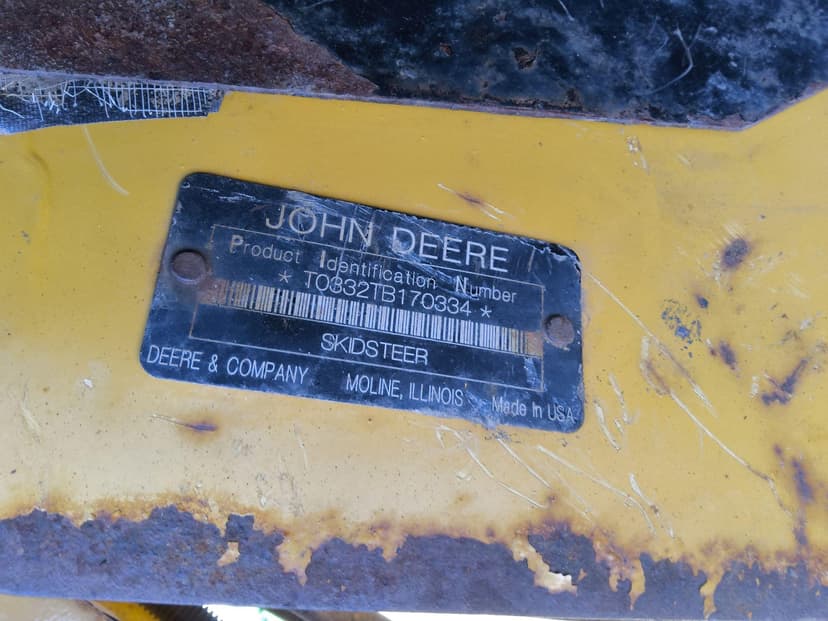 JOHN DEERE
Product Identification Number
* T0332TB170334 *
SKIDSTEER
DEERE & COMPANY MOLINE, ILLINOIS Made In USA